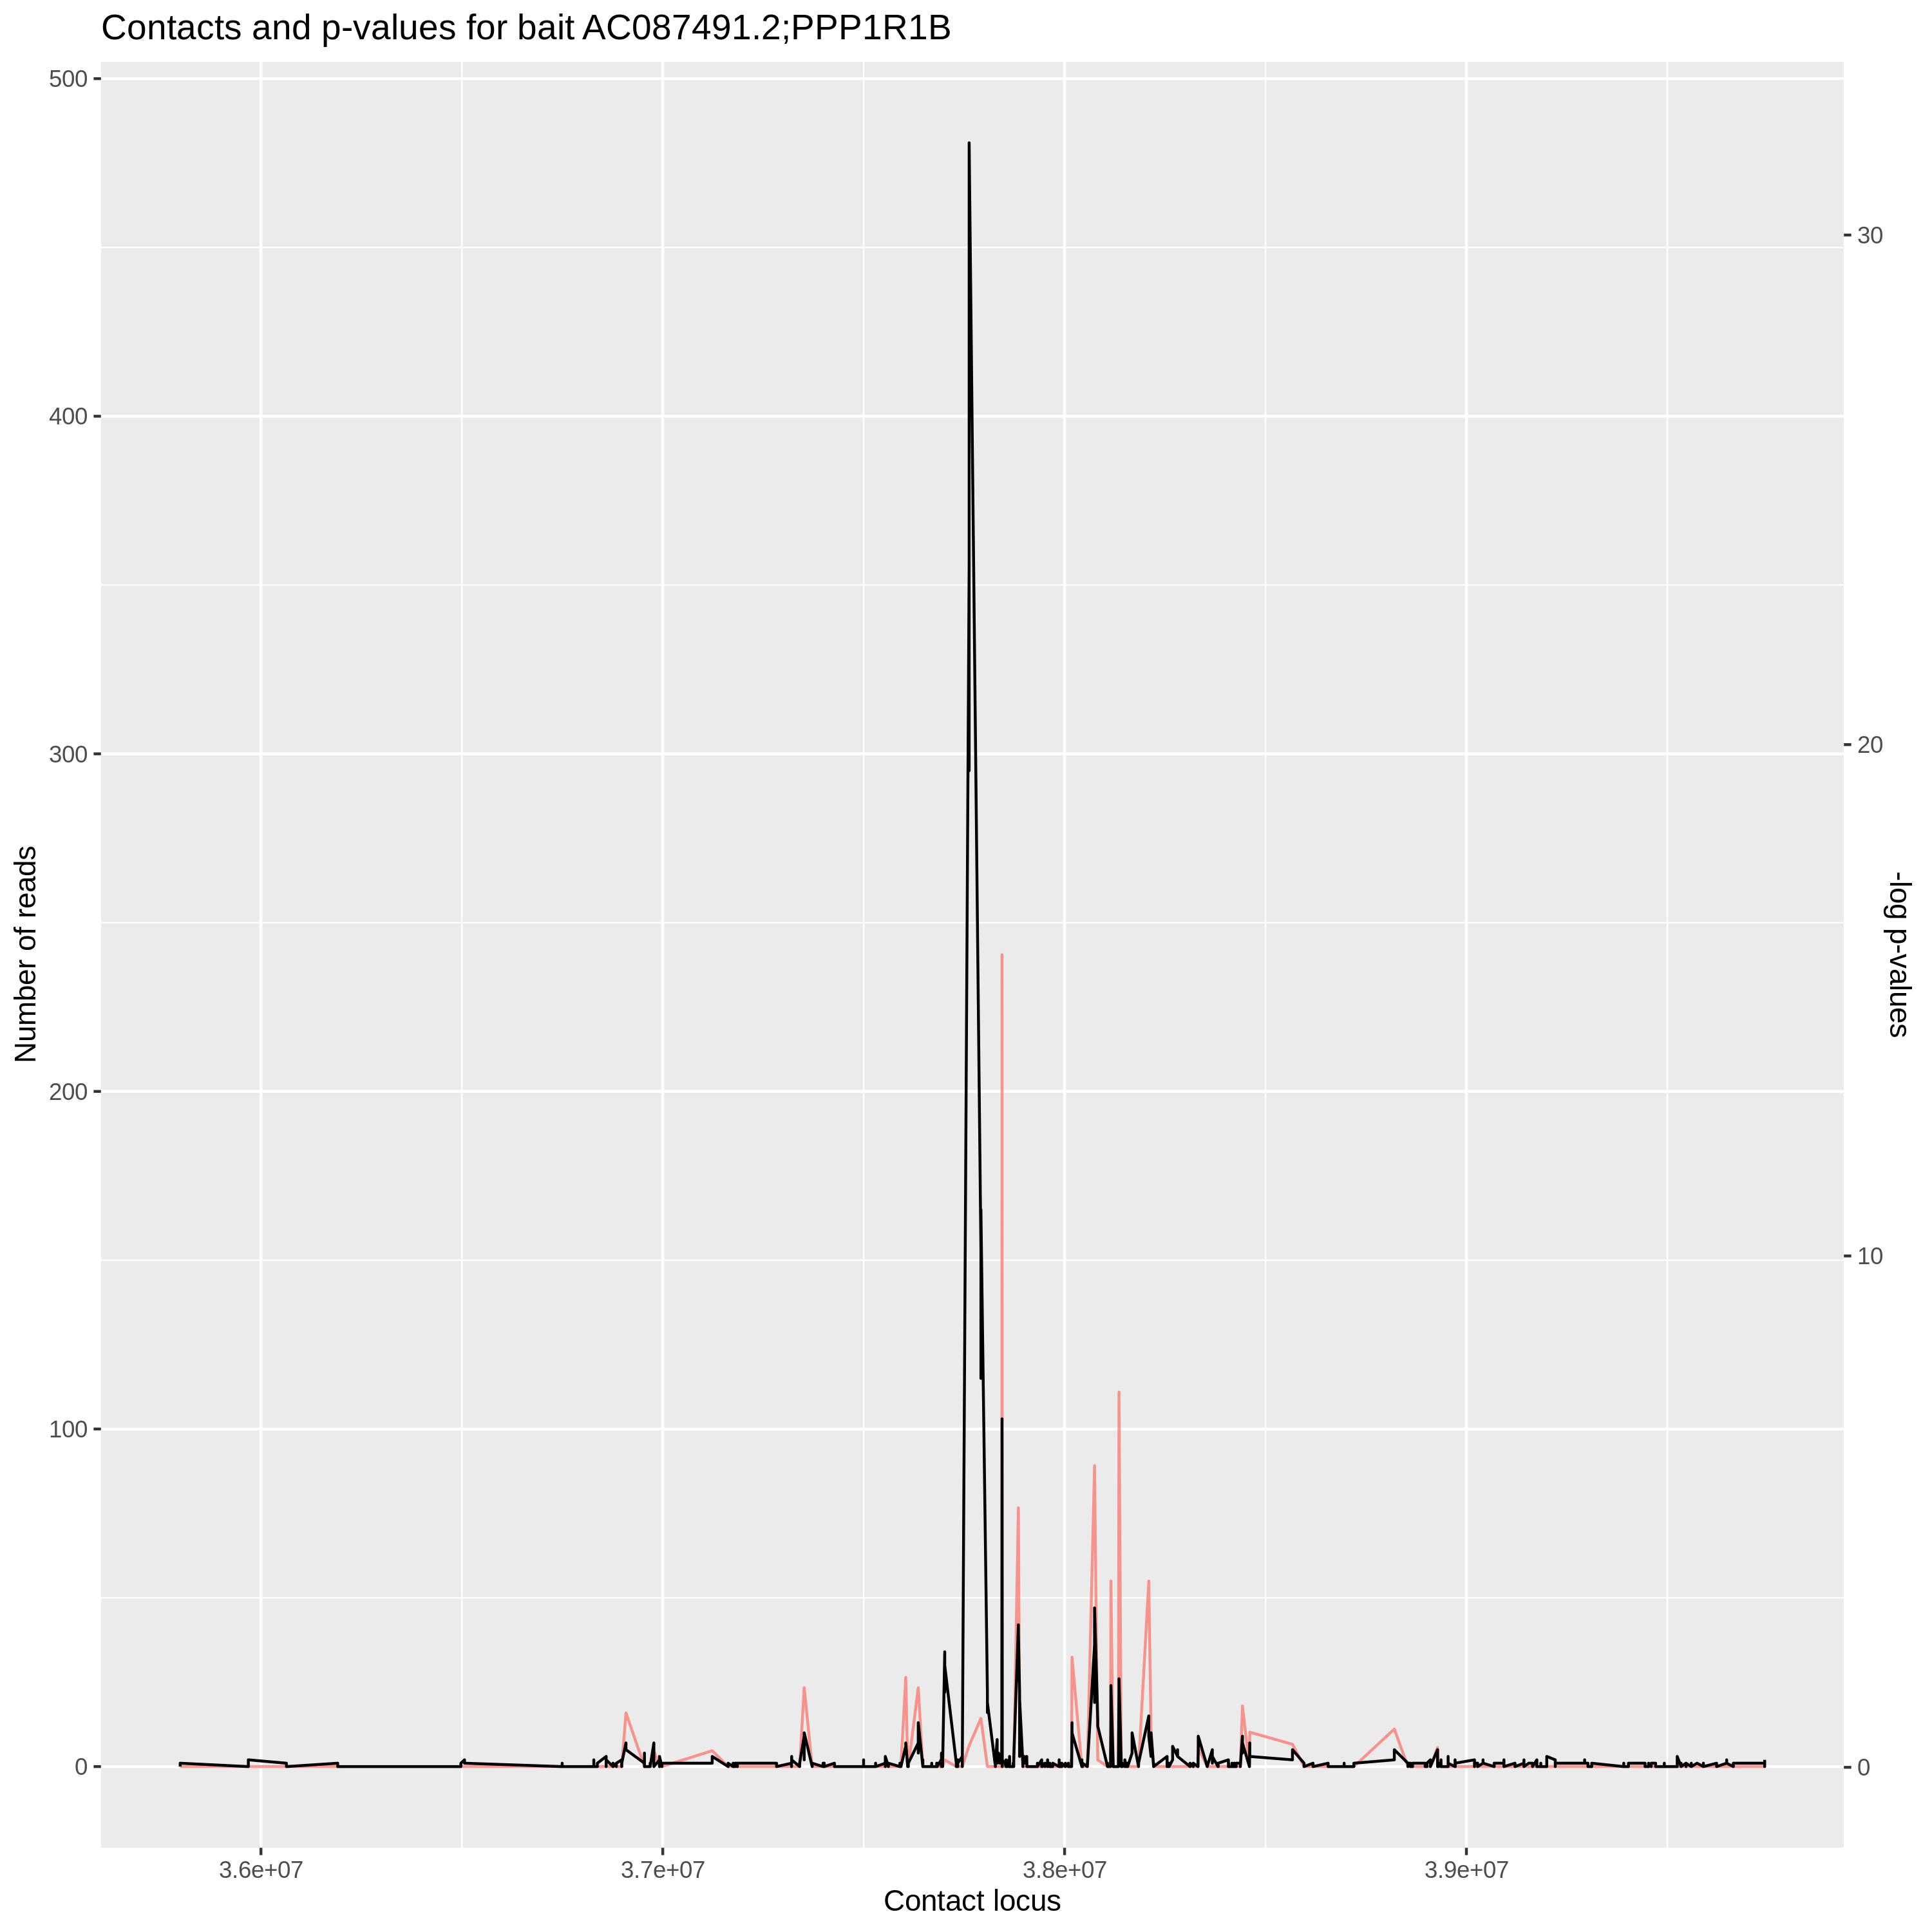 Contacts and p-values for bait AC087491.2;PPP1R1B
500
400
300
200
100
0
Number of reads
30
20
10
0
-log p-values
3.6e+07 3.7e+07 3.8e+07 3.9e+07
Contact locus